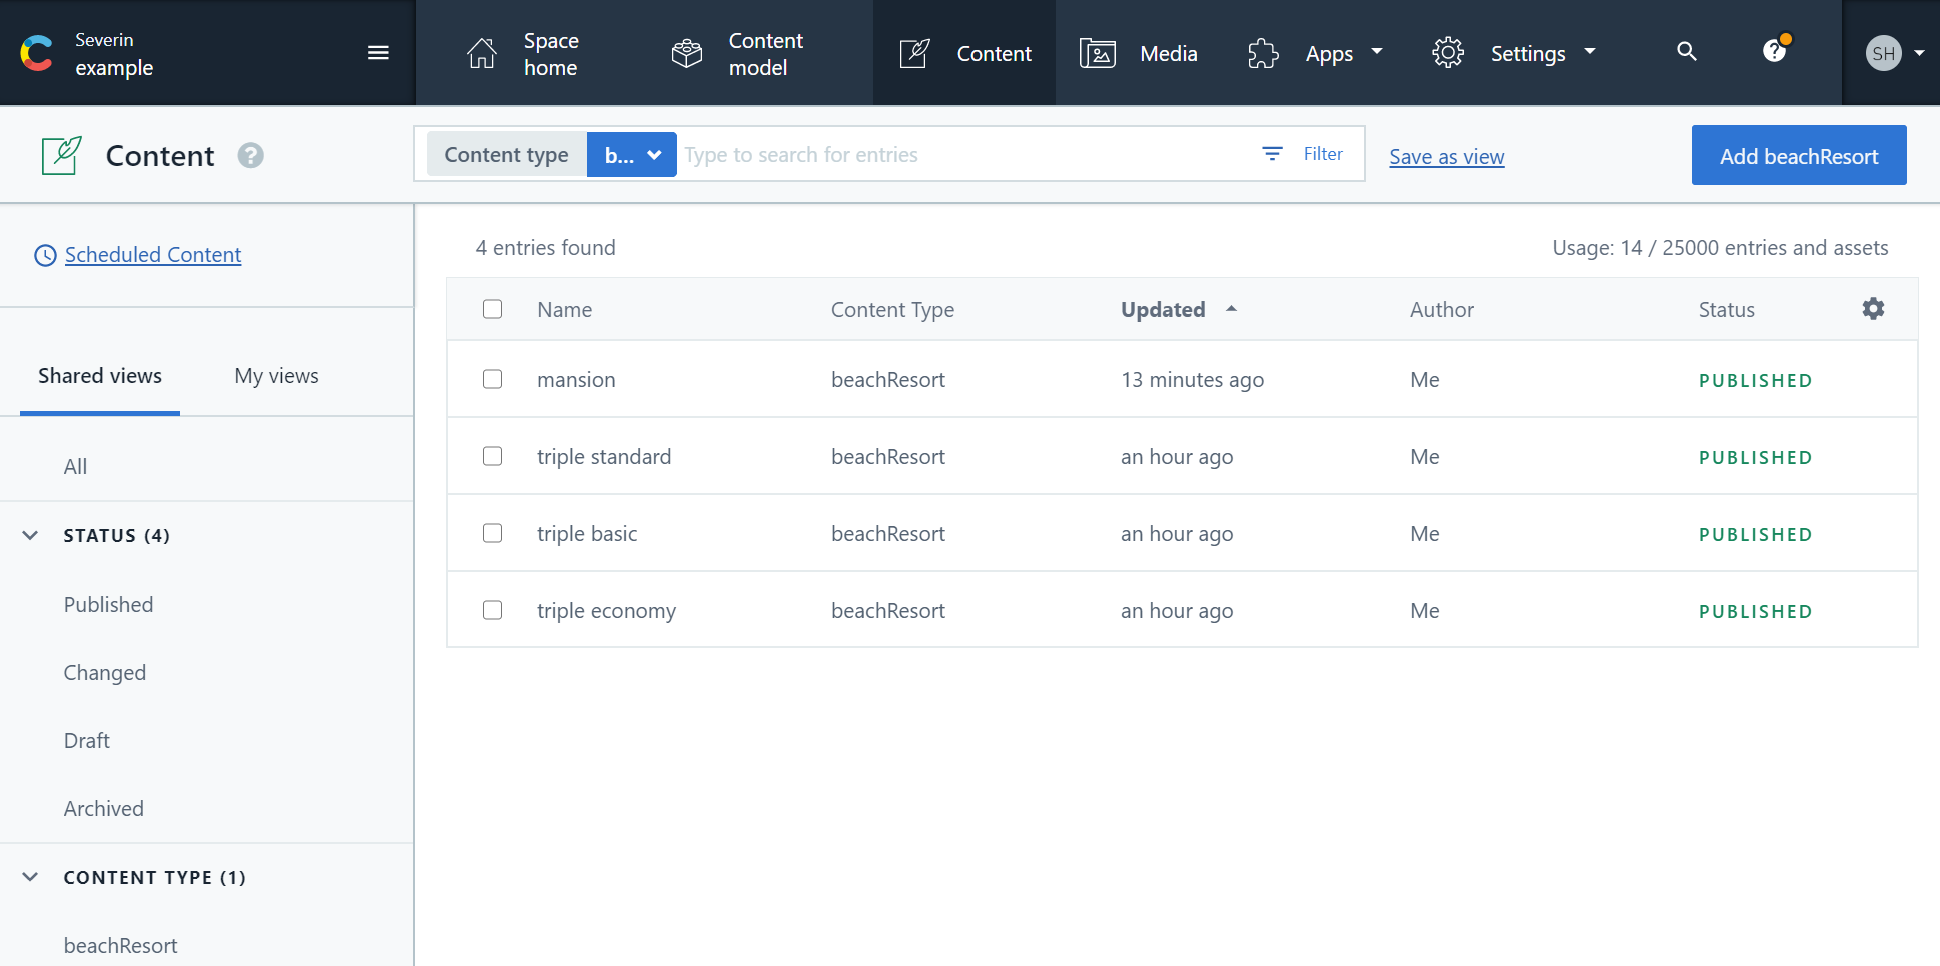 Severin
example
Space
home
Content
model
Content
Media
Apps
Settings
?
SH
Content ?
Content type b... Type to search for entries Filter
Save as view
Add beachResort
Scheduled Content
4 entries found
Usage: 14 / 25000 entries and assets
Shared views My views
All
STATUS (4)
Published
Changed
Draft
Archived
CONTENT TYPE (1)
beachResort
Name Content Type Updated Author Status
mansion beachResort 13 minutes ago Me PUBLISHED
triple standard beachResort an hour ago Me PUBLISHED
triple basic beachResort an hour ago Me PUBLISHED
triple economy beachResort an hour ago Me PUBLISHED